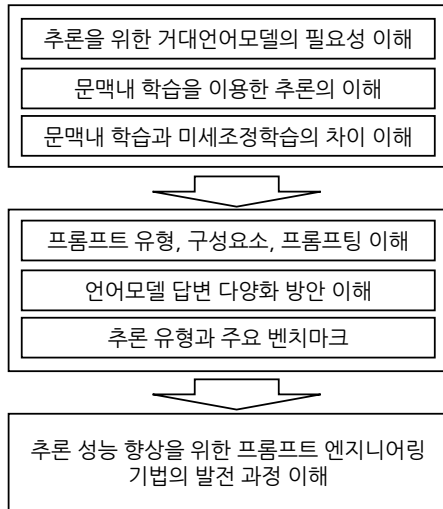 추론을 위한 거대언어모델의 필요성 이해
문맥내 학습을 이용한 추론의 이해
문맥내 학습과 미세조정학습의 차이 이해
프롬프트 유형, 구성요소, 프롬프팅 이해
언어모델 답변 다양화 방안 이해
추론 유형과 주요 벤치마크
추론 성능 향상을 위한 프롬프트 엔지니어링
기법의 발전 과정 이해